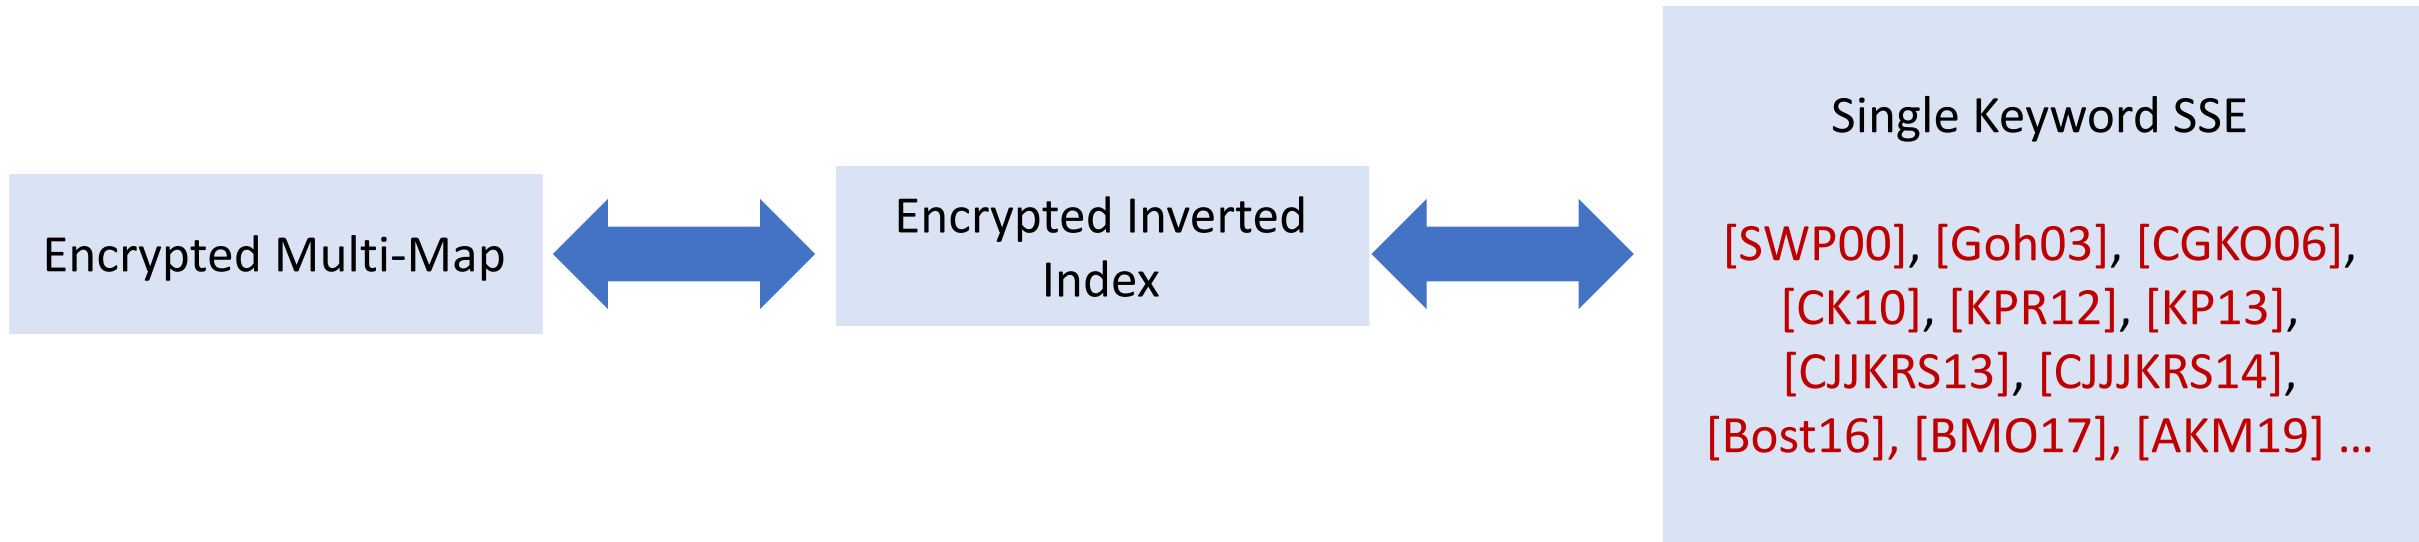 Encrypted Multi-Map
Encrypted Inverted
Index
Single Keyword SSE
[SWP00], [Goh03], [CGKO06],
[CK10], [KPR12], [KP13],
[CJJKRS13], [CJJJKRS14],
[Bost16], [BMO17], [AKM19] ...